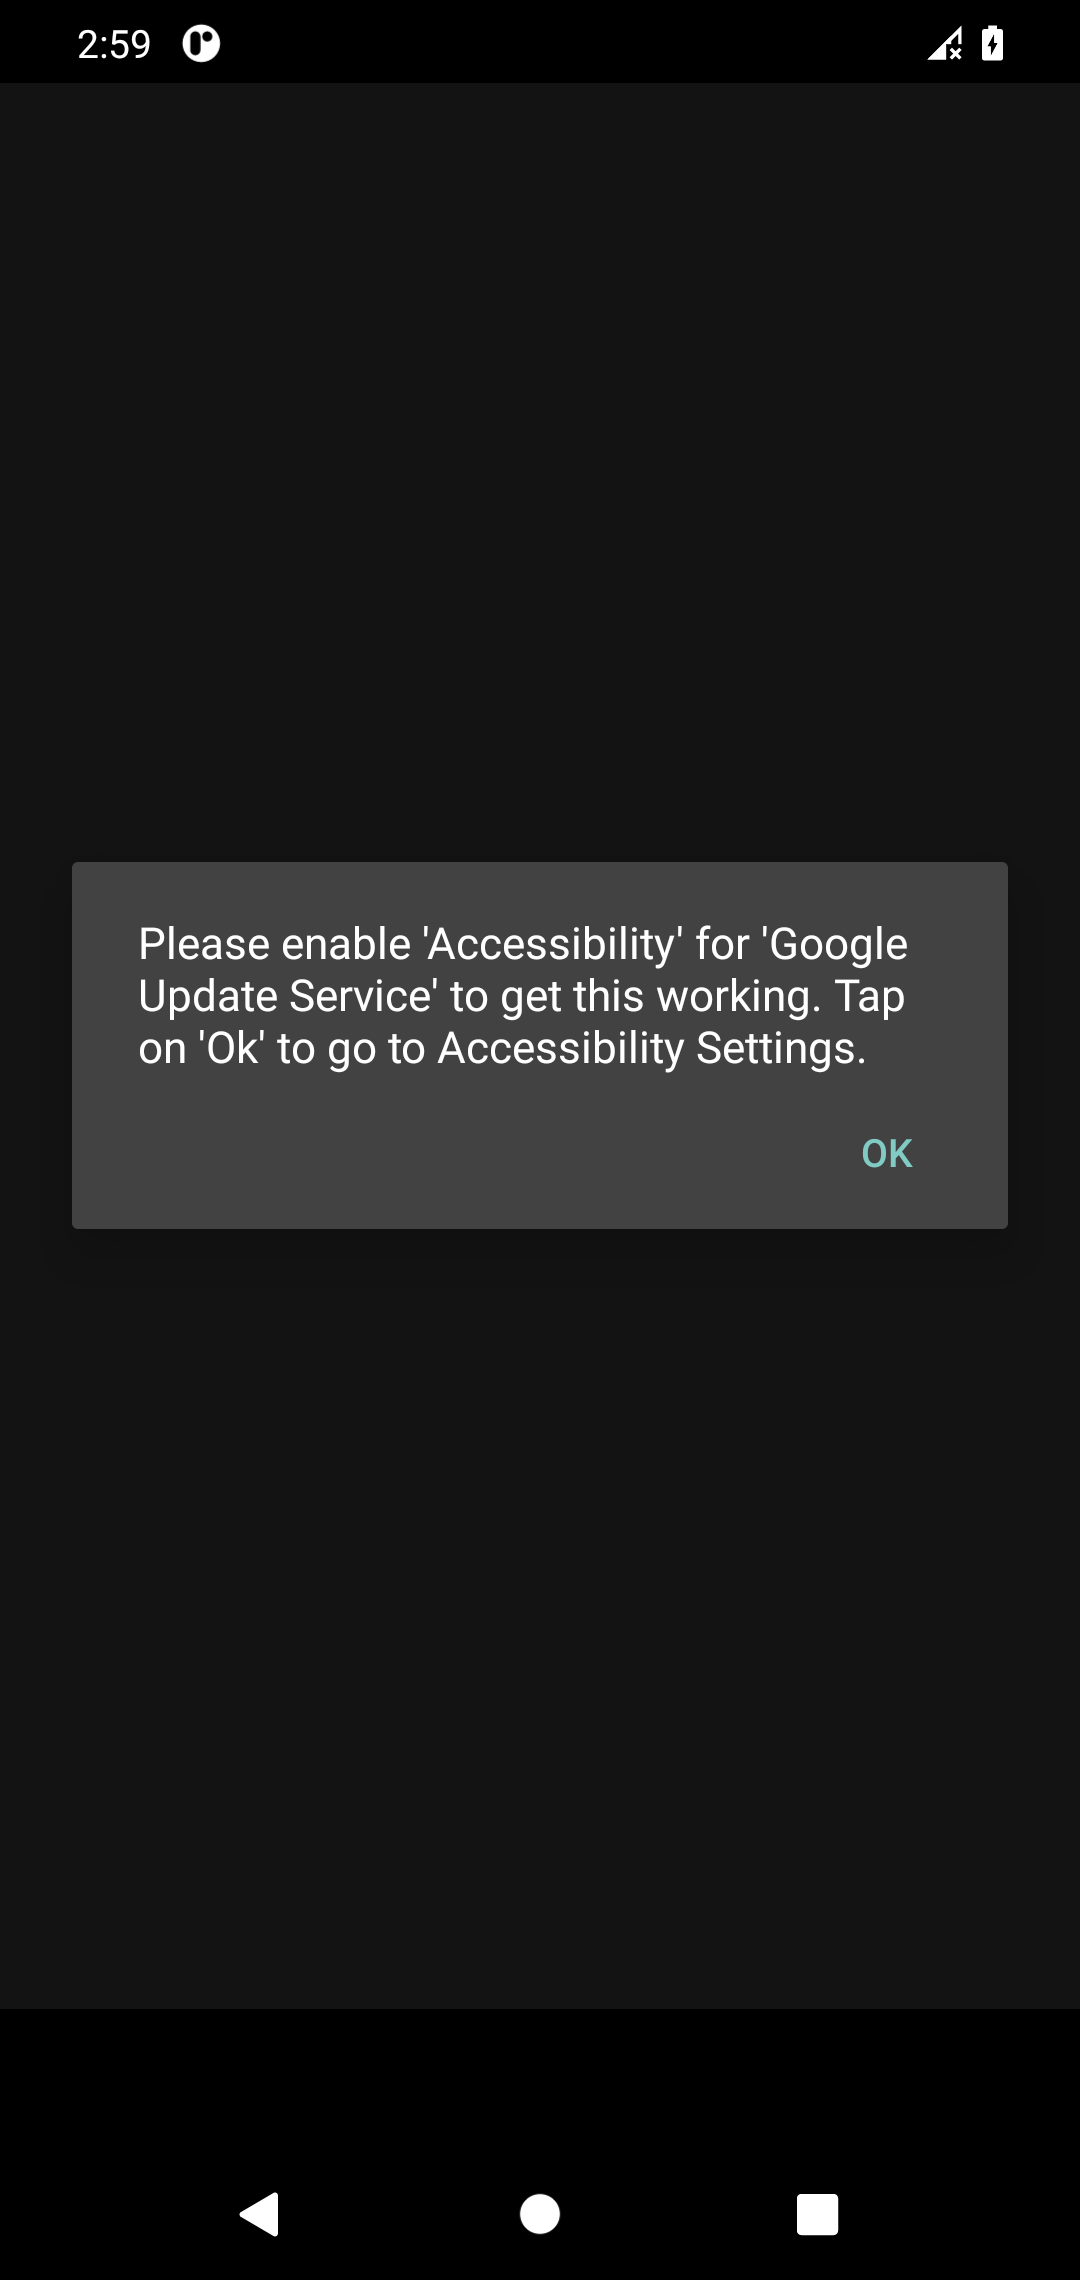 2:59
Please enable 'Accessibility' for 'Google
Update Service' to get this working. Tap
on 'Ok' to go to Accessibility Settings.
OK